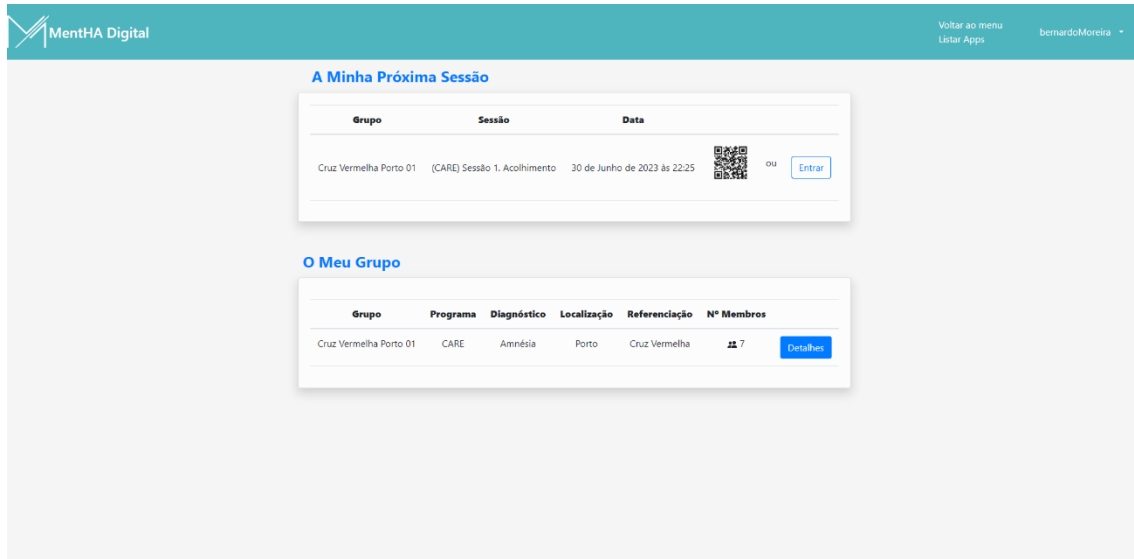 MentHA Digital
Voltar ao menu
Listar Apps
bernardoMoreira
A Minha Próxima Sessão
Grupo Sessão Data
Cruz Vermelha Porto 01 (CARE) Sessão 1. Acolhimento 30 de Junho de 2023 às 22:25 ou Entrar
O Meu Grupo
Grupo Programa Diagnóstico Localização Referenciação Nº Membros
Cruz Vermelha Porto 01 CARE Amnésia Porto Cruz Vermelha 7 Detalhes